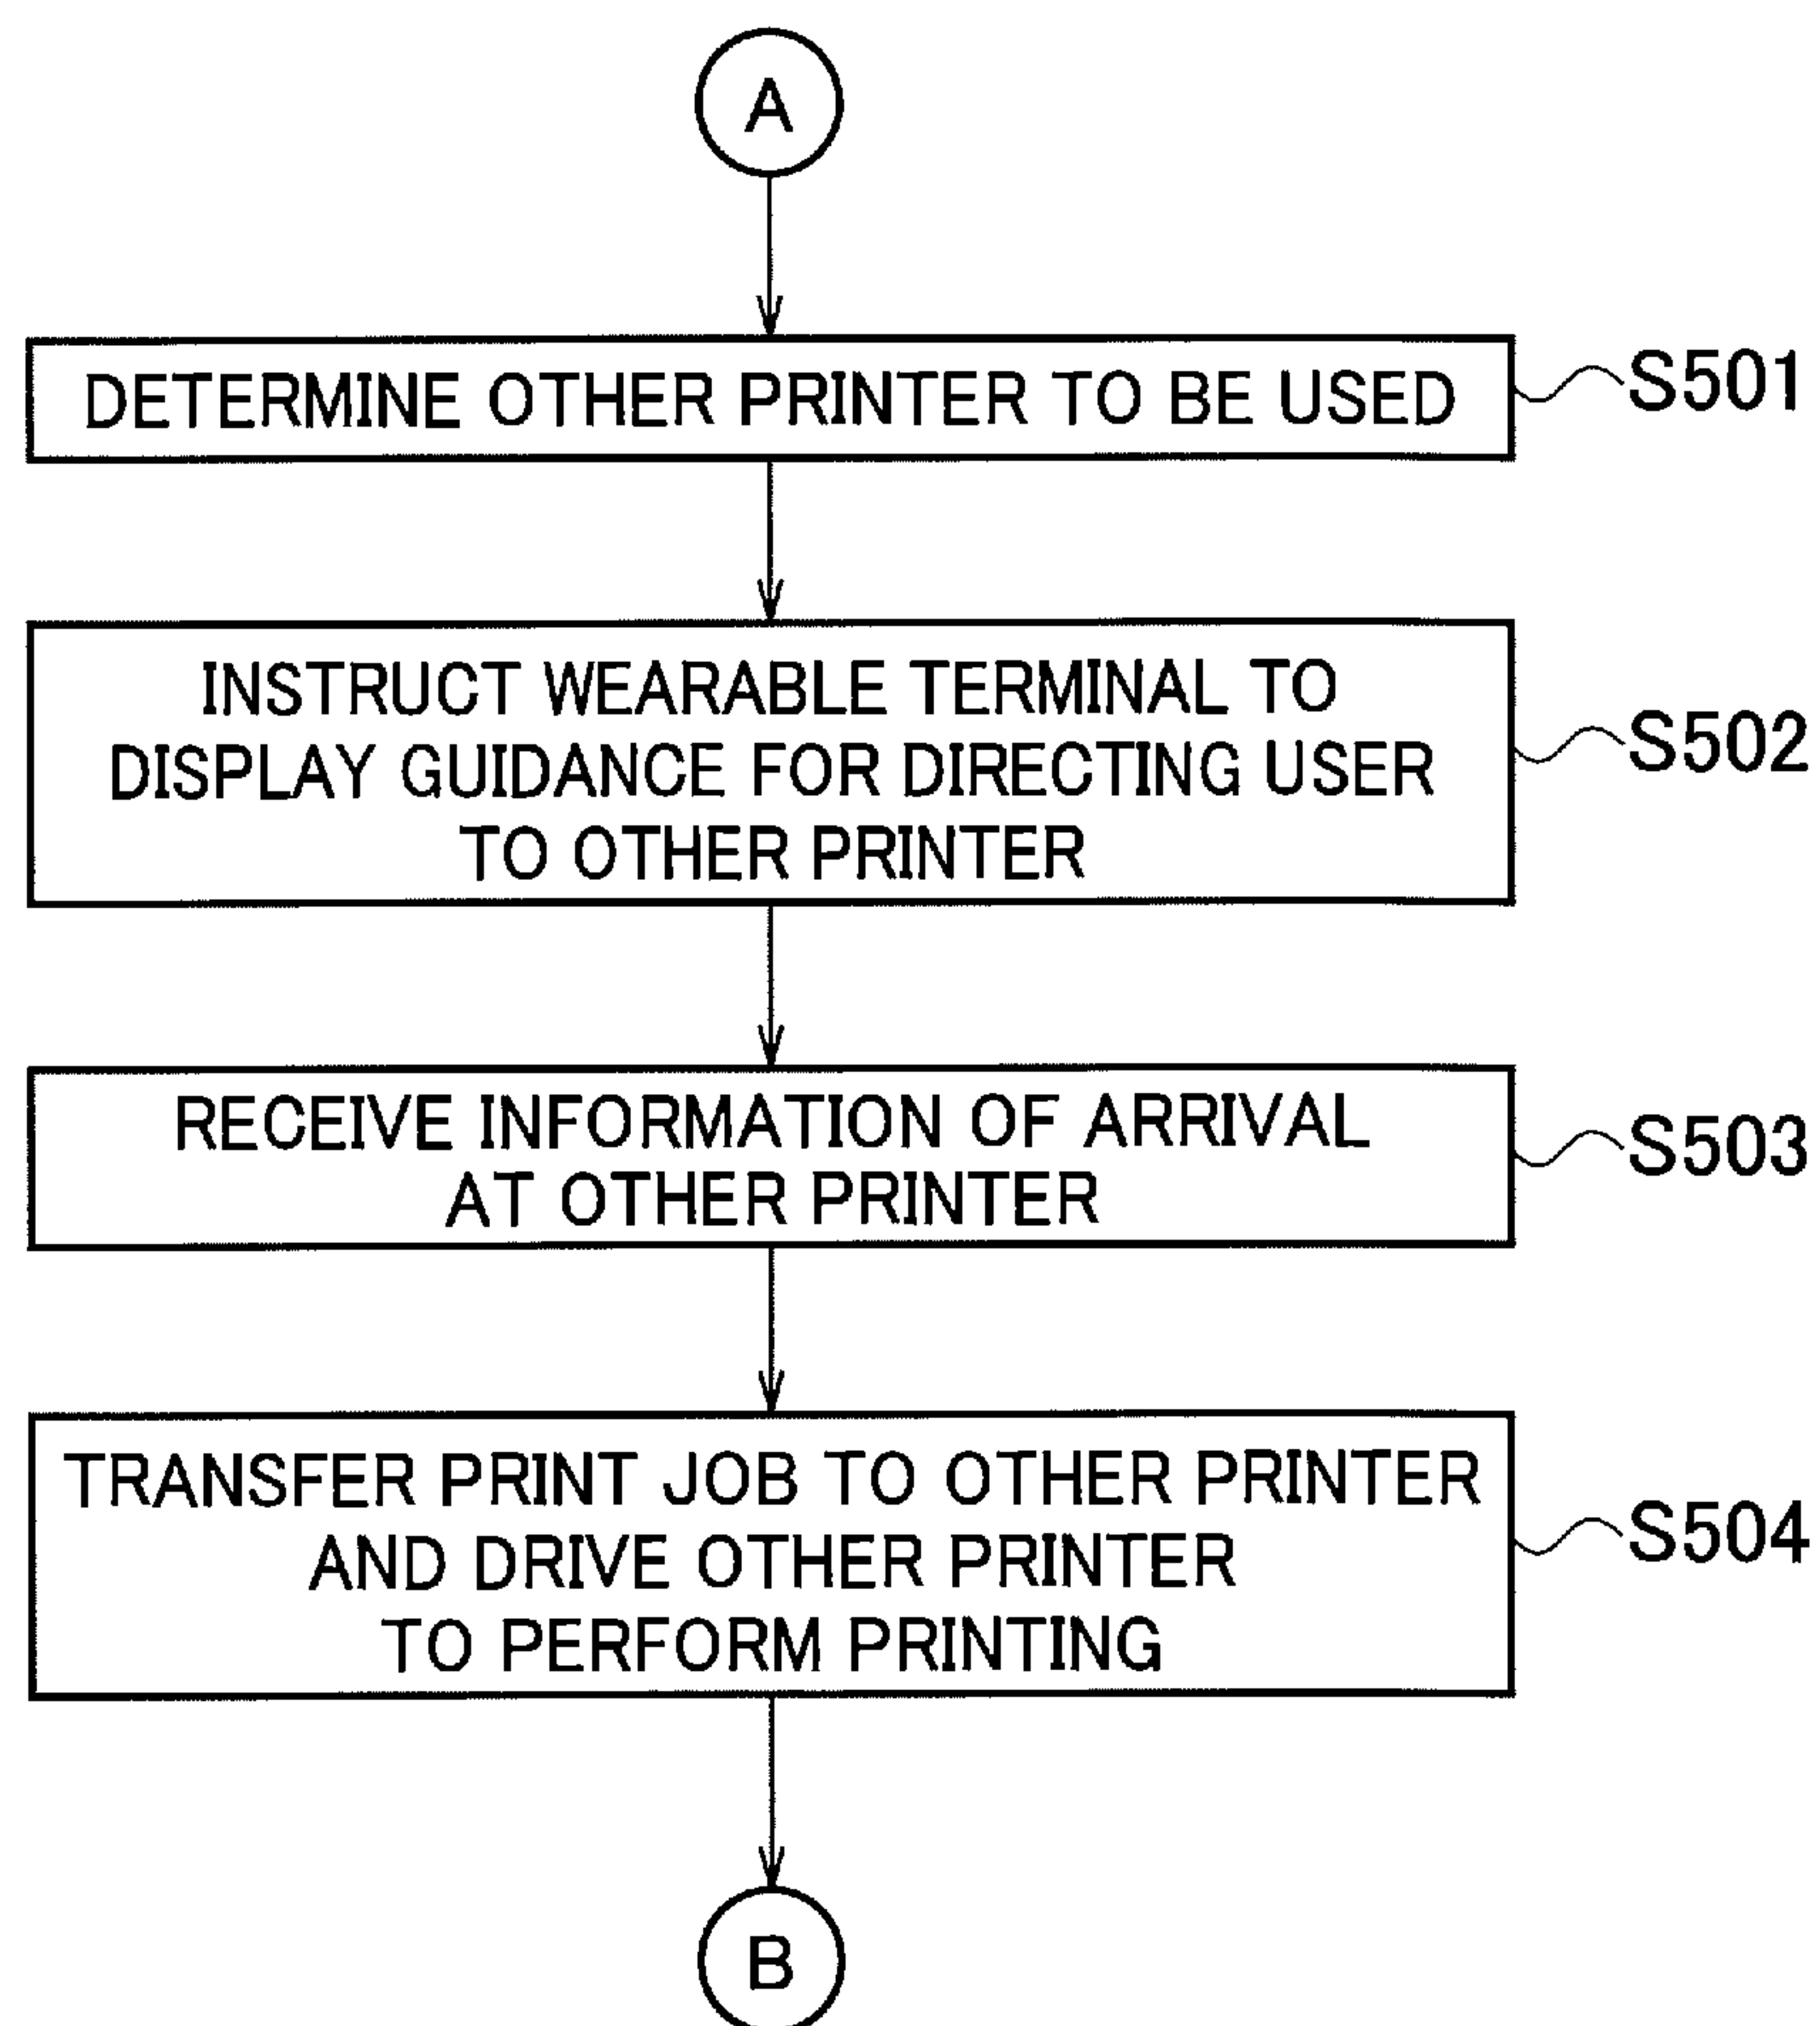 A
DETERMINE OTHER PRINTER TO BE USED
S501
INSTRUCT WEARABLE TERMINAL TO
DISPLAY GUIDANCE FOR DIRECTING USER
TO OTHER PRINTER
S502
RECEIVE INFORMATION OF ARRIVAL
AT OTHER PRINTER
S503
TRANSFER PRINT JOB TO OTHER PRINTER
AND DRIVE OTHER PRINTER
TO PERFORM PRINTING
S504
B